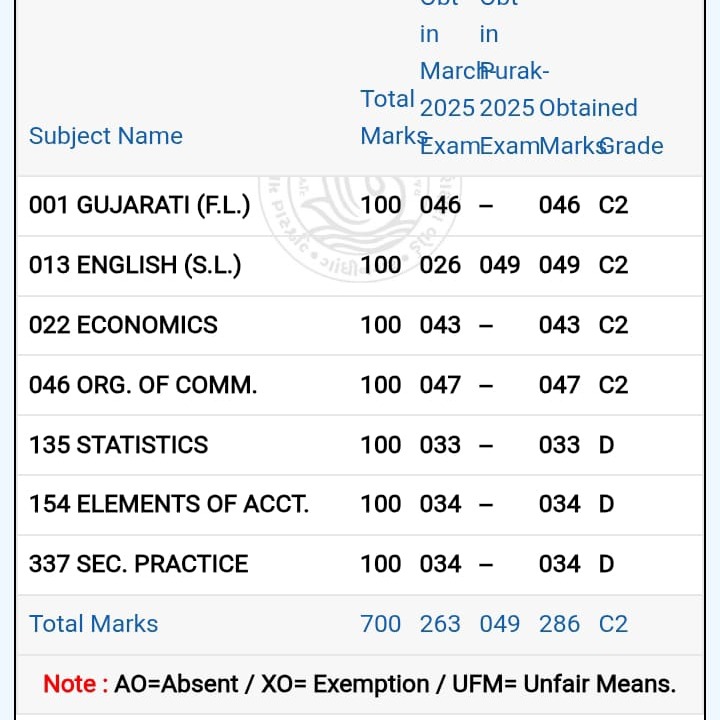 Subject Name Total Marks Obt in March-2025 Exam Obt in Purak-2025 Exam Obtained Marks Grade
001 GUJARATI (F.L.) 100 046 – 046 C2
013 ENGLISH (S.L.) 100 026 049 049 C2
022 ECONOMICS 100 043 – 043 C2
046 ORG. OF COMM. 100 047 – 047 C2
135 STATISTICS 100 033 – 033 D
154 ELEMENTS OF ACCT. 100 034 – 034 D
337 SEC. PRACTICE 100 034 – 034 D
Total Marks 700 263 049 286 C2
Note : AO=Absent / XO= Exemption / UFM= Unfair Means.